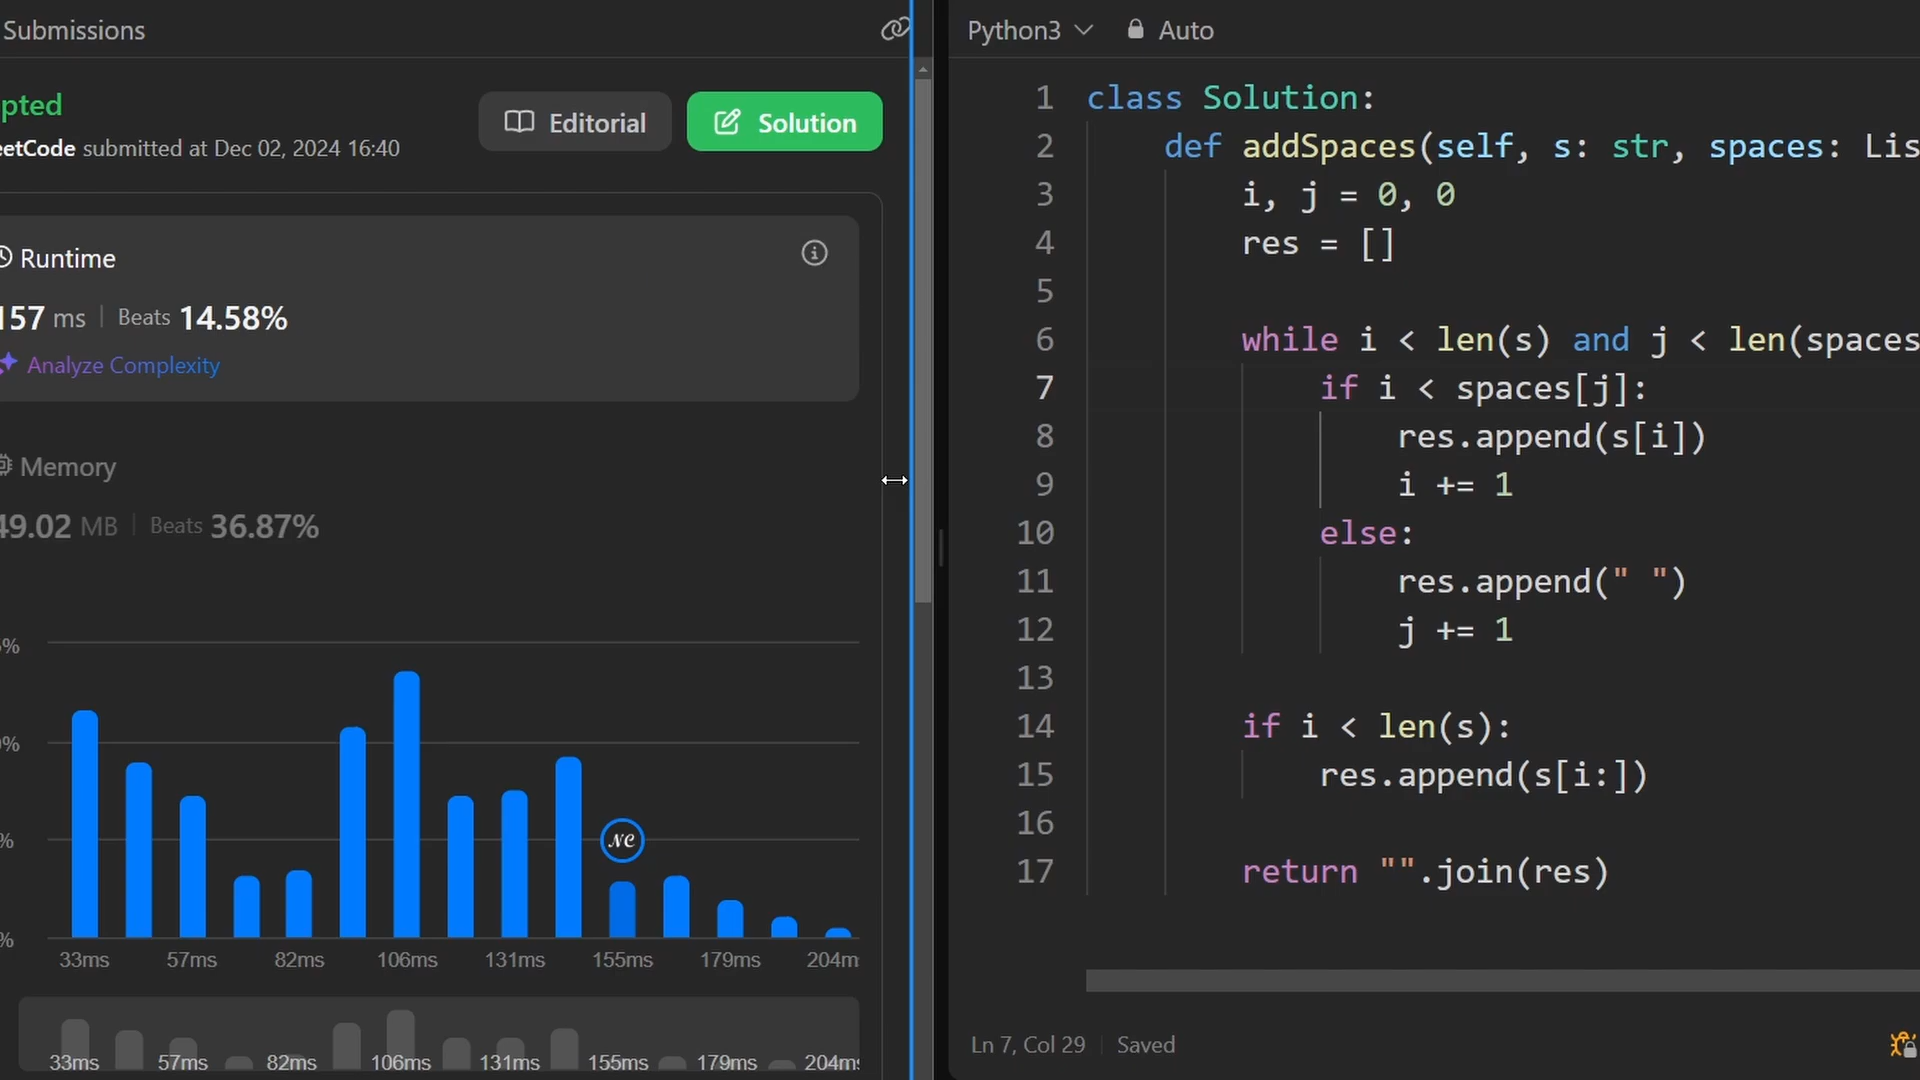 Submissions
pted
eetCode submitted at Dec 02, 2024 16:40
Editorial
Solution
Runtime
157 ms | Beats 14.58%
Analyze Complexity
Memory
49.02 MB | Beats 36.87%
%
%
%
%
33ms 57ms 82ms 106ms 131ms 155ms 179ms 204m
NC
33ms 57ms 82ms 106ms 131ms 155ms 179ms 204ms
Python3 Auto
1 class Solution:
2 def addSpaces(self, s: str, spaces: Lis
3 i, j = 0, 0
4 res = []
5
6 while i < len(s) and j < len(spaces
7 if i < spaces[j]:
8 res.append(s[i])
9 i += 1
10 else:
11 res.append(" ")
12 j += 1
13
14 if i < len(s):
15 res.append(s[i:])
16
17 return "".join(res)
Ln 7, Col 29 | Saved